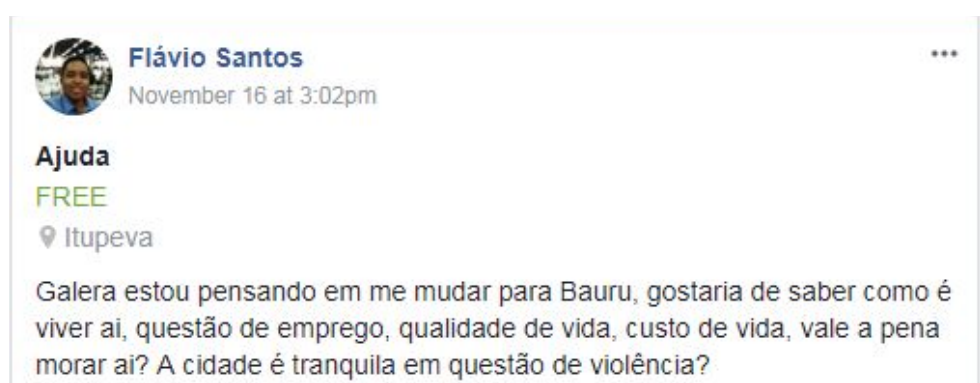 Flávio Santos
November 16 at 3:02pm
Ajuda
FREE
Itupeva
Galera estou pensando em me mudar para Bauru, gostaria de saber como é
viver ai, questão de emprego, qualidade de vida, custo de vida, vale a pena
morar ai? A cidade é tranquila em questão de violência?